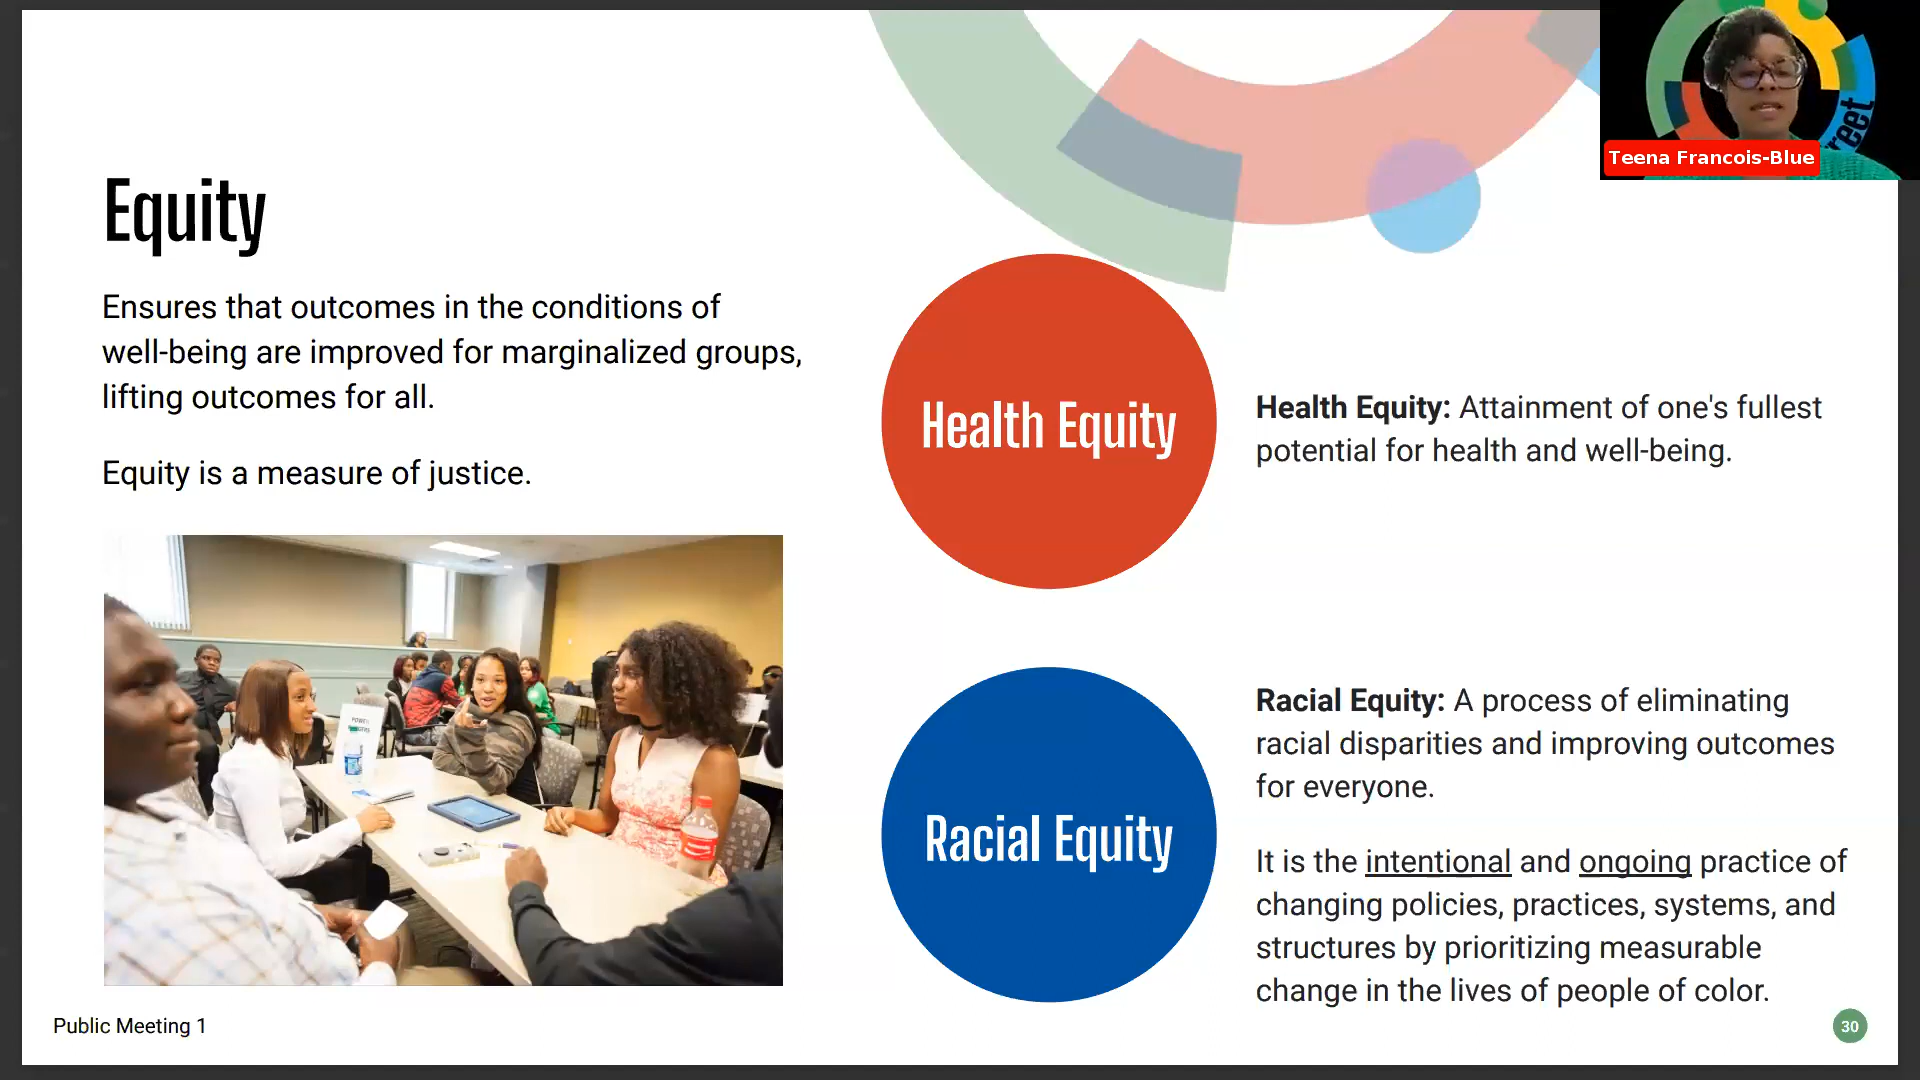 reet
Teena Francois-Blue
Equity
Ensures that outcomes in the conditions of
well-being are improved for marginalized groups,
lifting outcomes for all.
Equity is a measure of justice.
Health Equity
Health Equity: Attainment of one's fullest
potential for health and well-being.
Racial Equity
Racial Equity: A process of eliminating
racial disparities and improving outcomes
for everyone.
It is the intentional and ongoing practice of
changing policies, practices, systems, and
structures by prioritizing measurable
change in the lives of people of color.
Public Meeting 1
30